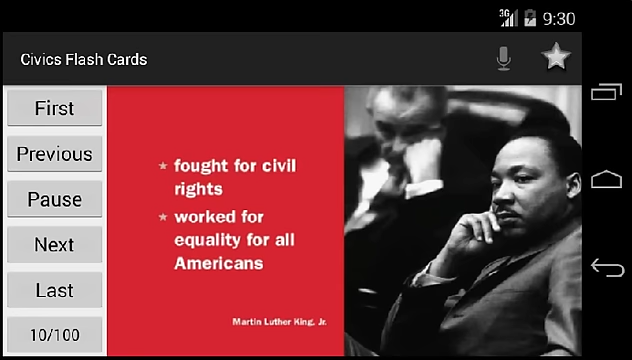 3G 9:30
Civics Flash Cards
First
Previous
Pause
Next
Last
10/100
★ fought for civil
rights
★ worked for
equality for all
Americans
Martin Luther King, Jr.